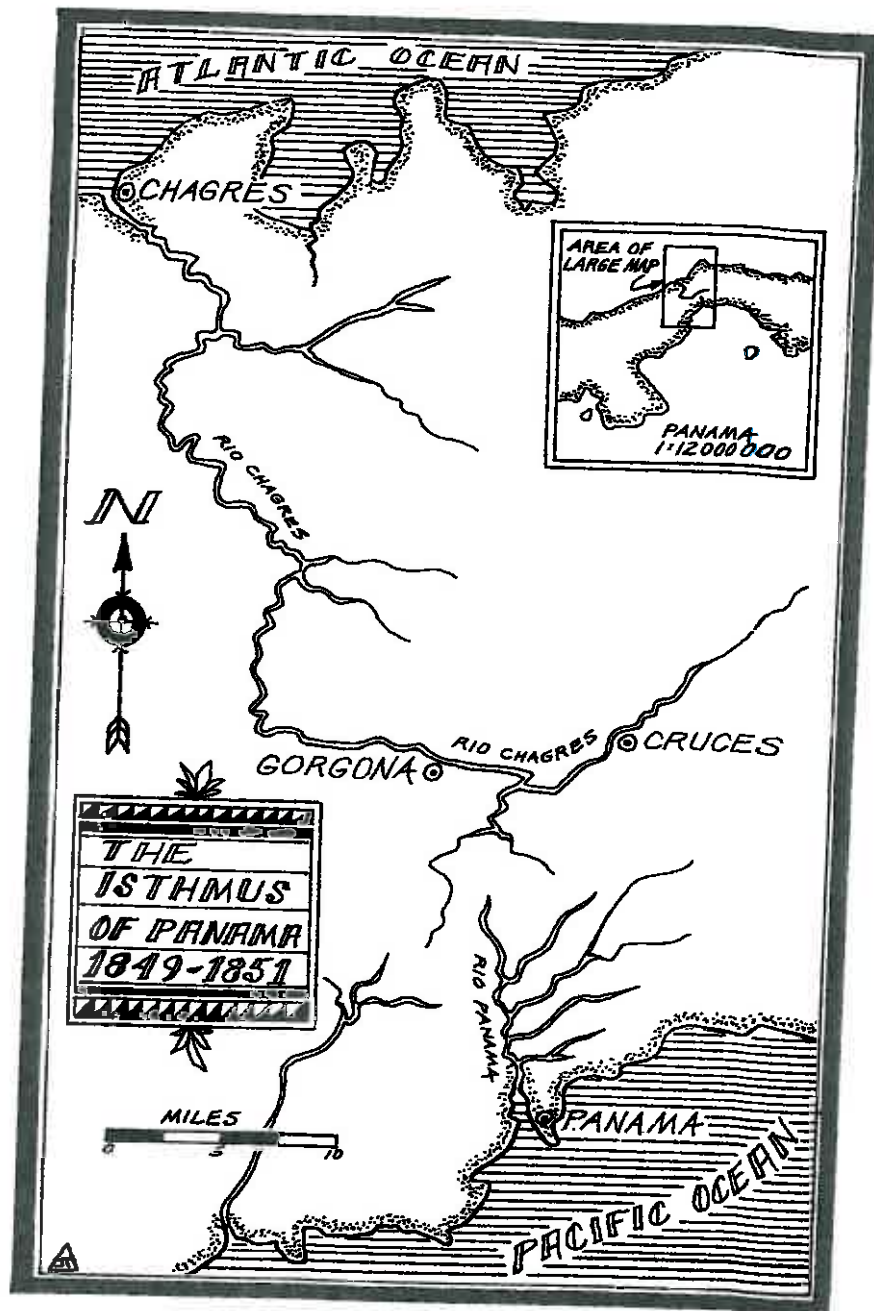 ATLANTIC OCEAN
CHAGRES
AREA OF
LARGE MAP
PANAMA
1:12000000
RIO CHAGRES
N
RIO CHAGRES
CRUCES
GORGONA
THE
ISTHMUS
OF PANAMA
1849-1851
RIO PANAMA
MILES
0 5 10
PANAMA
PACIFIC OCEAN